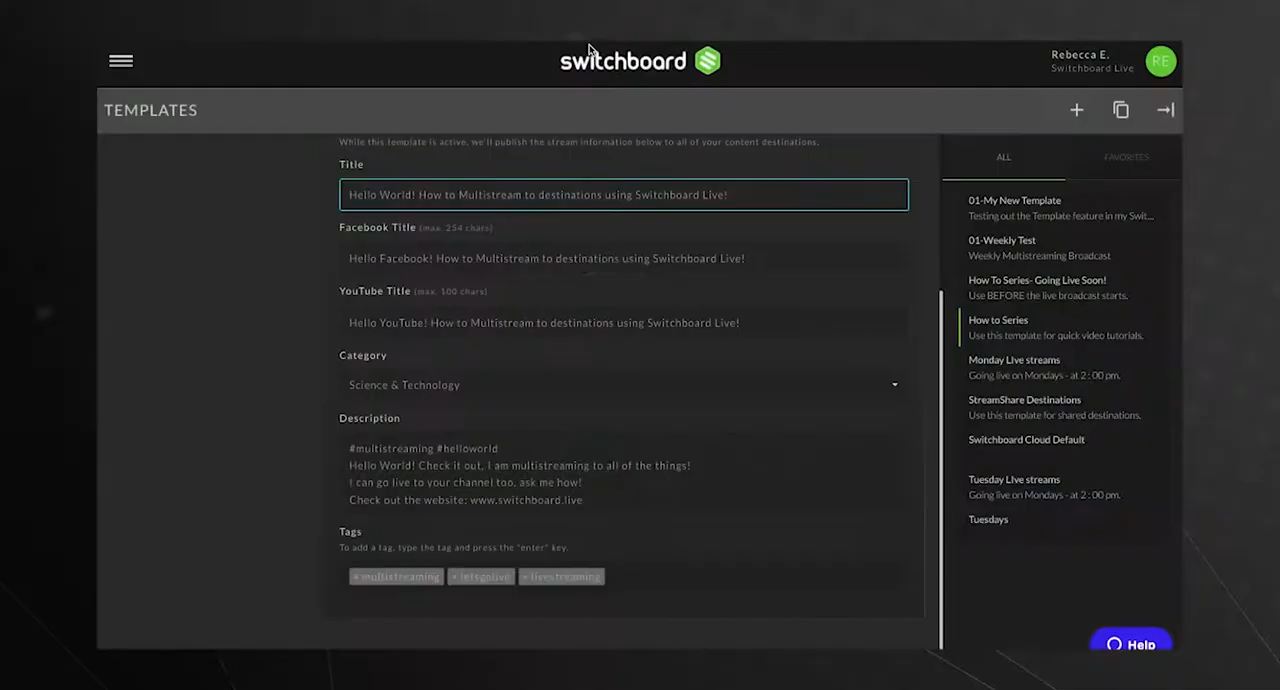 switchboard
Rebecca E.
Switchboard Live
RE
TEMPLATES
While this template is active, we'll publish the stream information below to all of your content destinations.
Title
Hello World! How to Multistream to destinations using Switchboard Live!
Facebook Title (max. 254 chars)
Hello Facebook! How to Multistream to destinations using Switchboard Live!
YouTube Title (max. 100 chars)
Hello YouTube! How to Multistream to destinations using Switchboard Live!
Category
Science & Technology
Description
#multistreaming #helloworld
Hello World! Check it out, I am multistreaming to all of the things!
I can go live to your channel too, ask me how!
Check out the website: www.switchboard.live
Tags
To add a tag, type the tag and press the "enter" key.
× multistreaming × letsgolive × livestreaming
ALL FAVORITES
01-My New Template
Testing out the Template feature in my Swit...
01-Weekly Test
Weekly Multistreaming Broadcast
How To Series- Going Live Soon!
Use BEFORE the live broadcast starts.
How to Series
Use this template for quick video tutorials.
Monday LIve streams
Going live on Mondays - at 2:00 pm.
StreamShare Destinations
Use this template for shared destinations.
Switchboard Cloud Default
Tuesday LIve streams
Going live on Mondays - at 2:00 pm.
Tuesdays
Help